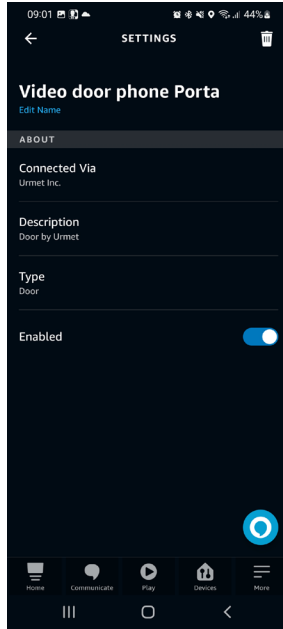 09:01 44%
SETTINGS
Video door phone Porta
Edit Name
ABOUT
Connected Via
Urmet Inc.
Description
Door by Urmet
Type
Door
Enabled
Home Communicate Play Devices More